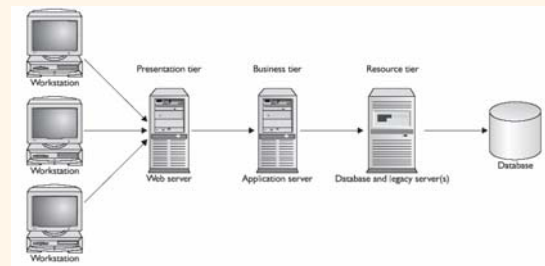 Workstation
Presentation tier
Business tier
Resource tier
Workstation
Web server
Application server
Database and legacy server(s)
Database
Workstation